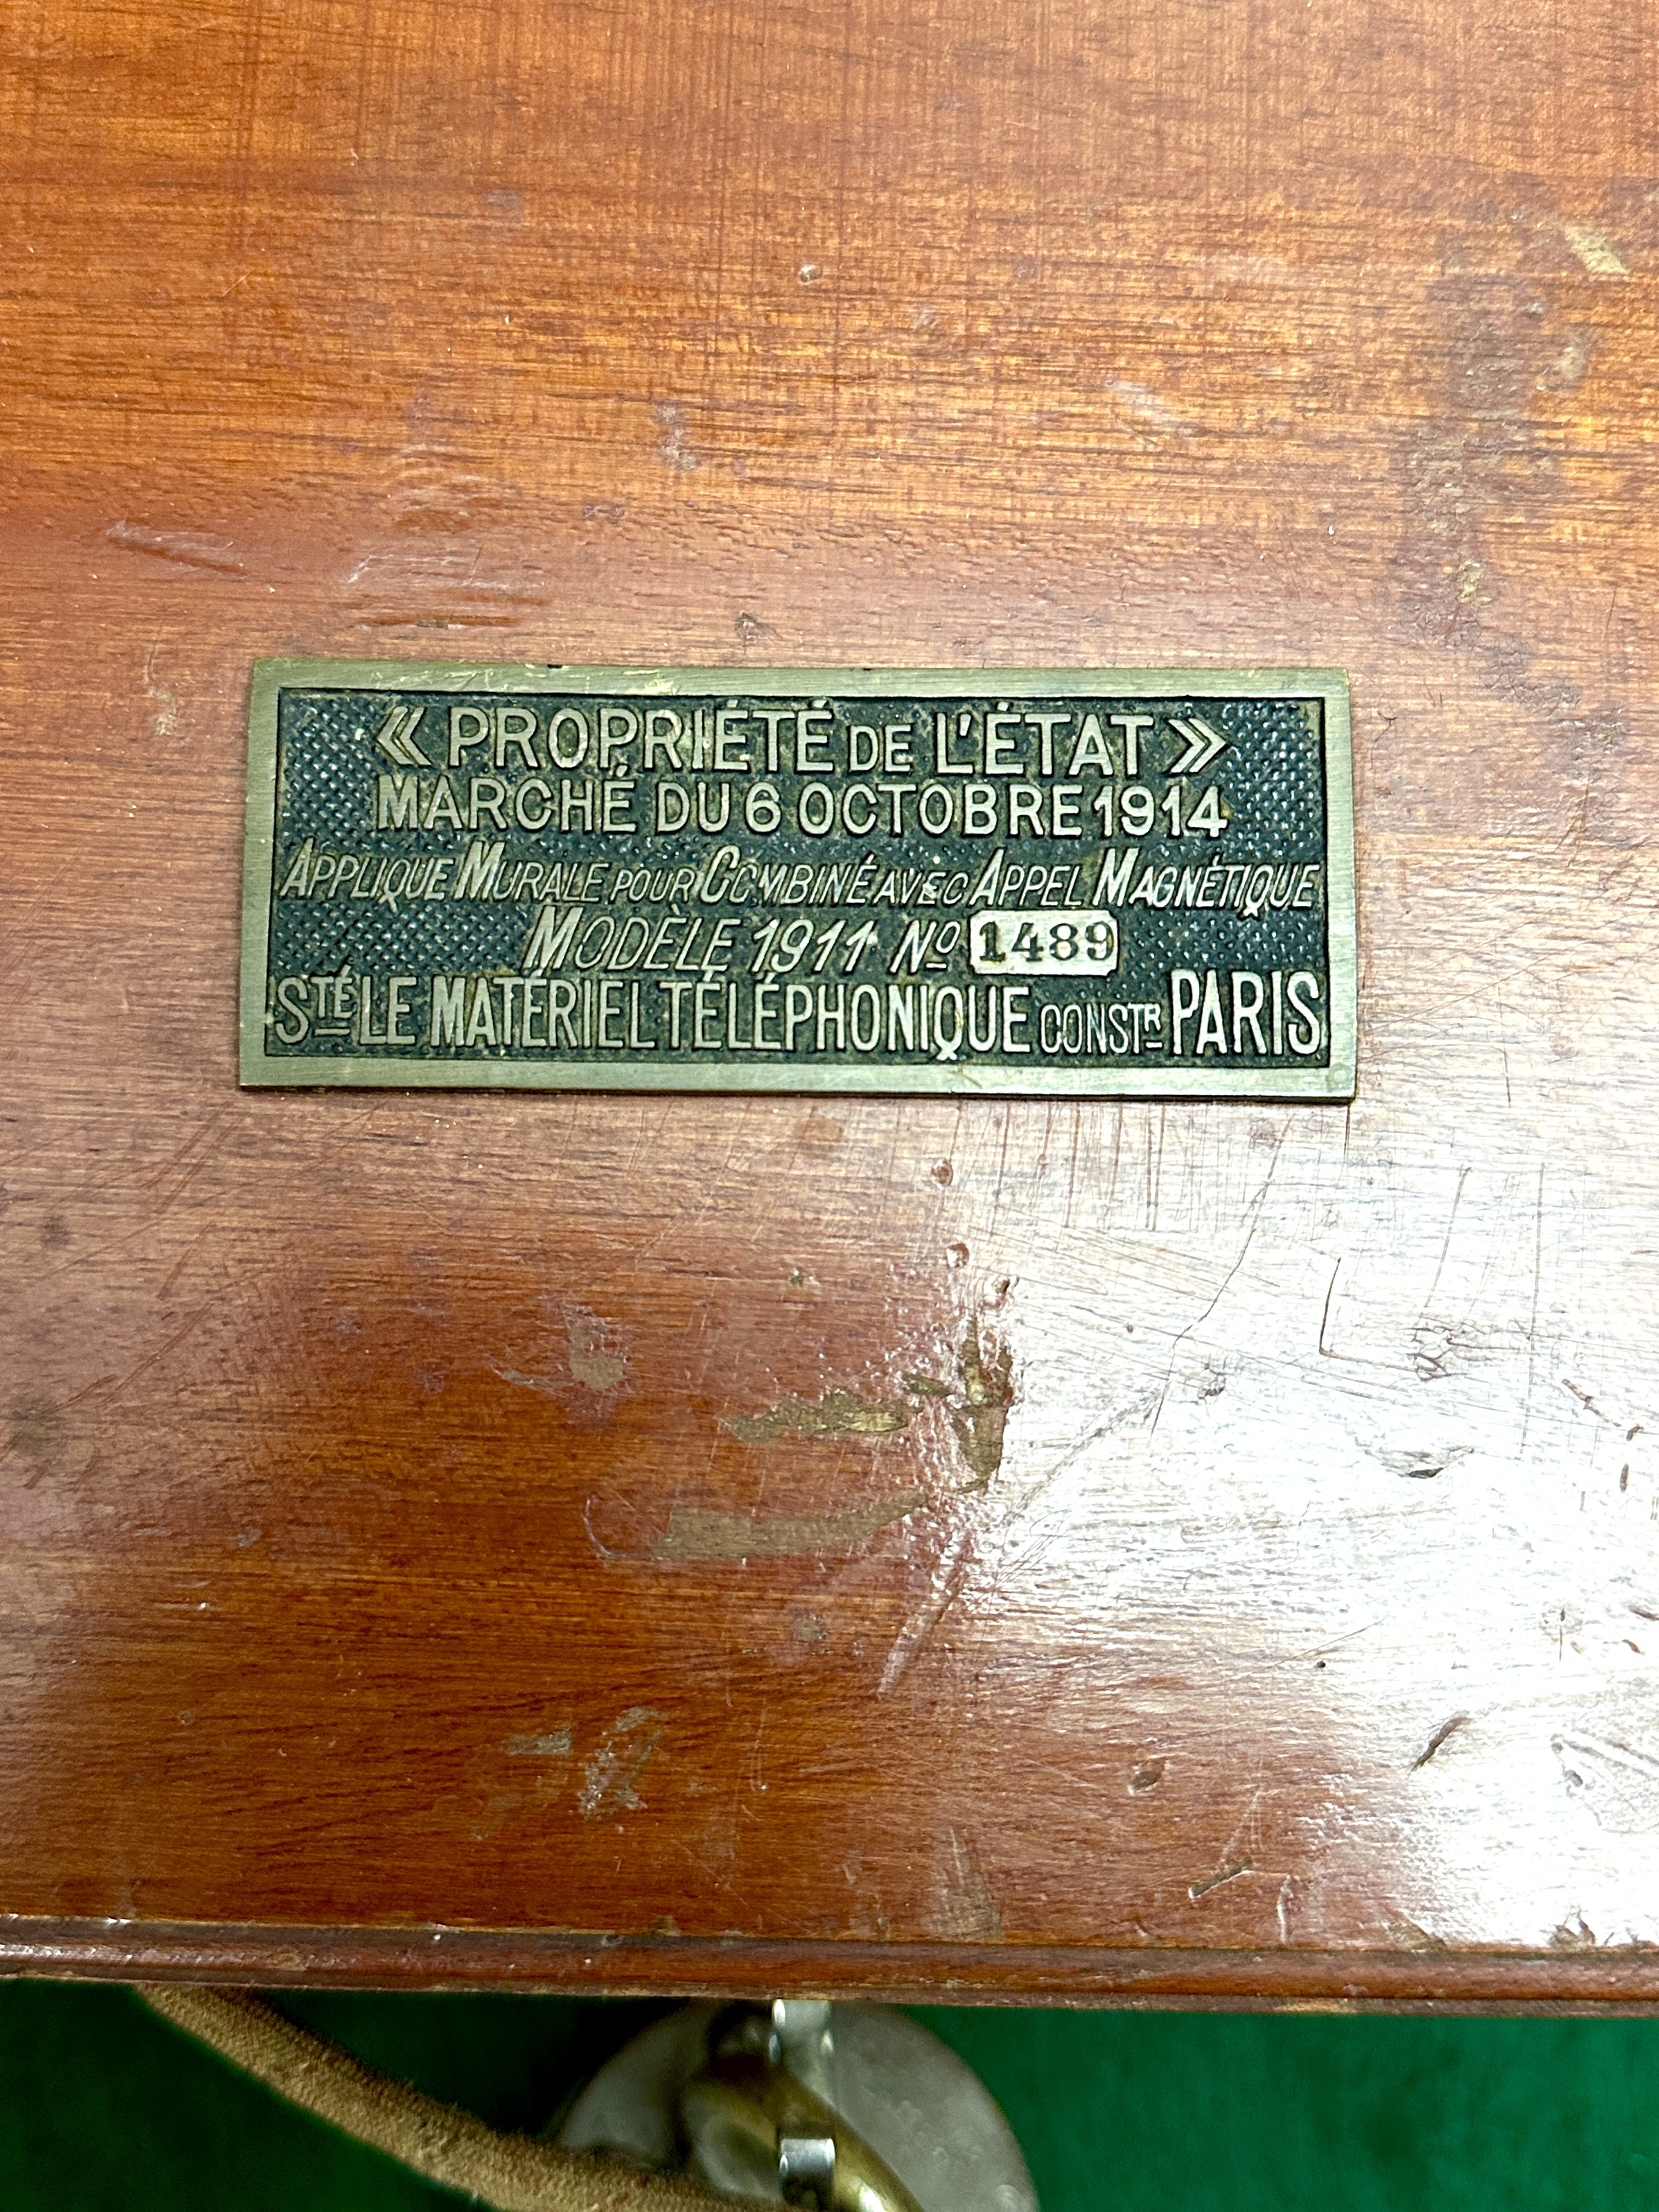 « PROPRIÉTÉ DE L'ÉTAT »
MARCHÉ DU 6 OCTOBRE 1914
APPLIQUE MURALE POUR COMBINÉ AVEC APPEL MAGNÉTIQUE
MODÈLE 1911 Nº 1489
STÉ LE MATÉRIEL TÉLÉPHONIQUE CONSTR PARIS